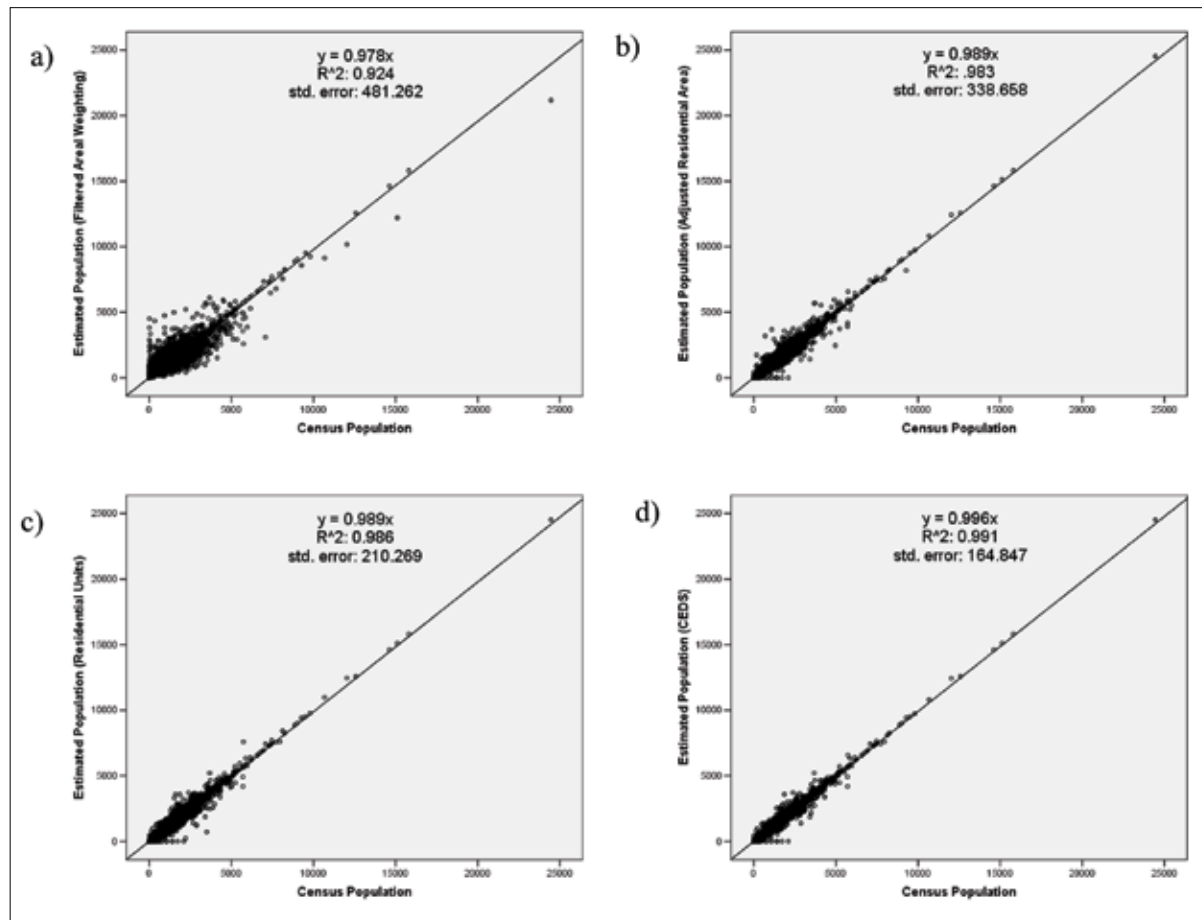 a)
y = 0.978x
R^2: 0.924
std. error: 481.262
Estimated Population (Filtered Areal Weighting)
25000
20000
15000
10000
5000
0
0 5000 10000 15000 20000 25000
Census Population
b)
y = 0.989x
R^2: .983
std. error: 338.658
Estimated Population (Adjusted Residential Area)
25000
20000
15000
10000
5000
0
0 5000 10000 15000 20000 25000
Census Population
c)
y = 0.989x
R^2: 0.986
std. error: 210.269
Estimated Population (Residential Units)
25000
20000
15000
10000
5000
0
0 5000 10000 15000 20000 25000
Census Population
d)
y = 0.996x
R^2: 0.991
std. error: 164.847
Estimated Population (CEDS)
25000
20000
15000
10000
5000
0
0 5000 10000 15000 20000 25000
Census Population